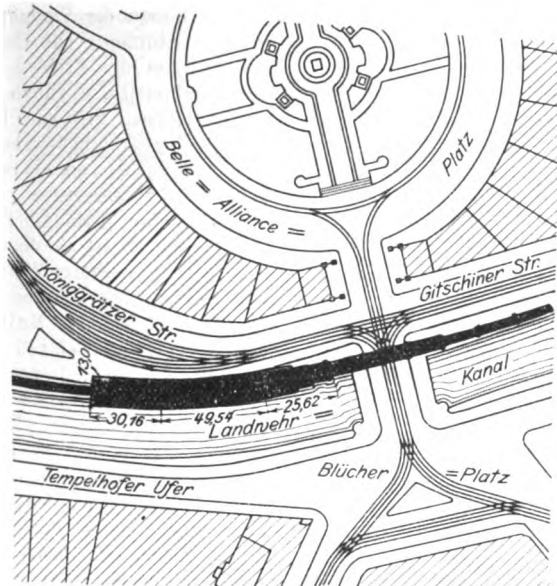 Belle = Alliance =
Platz
Königgrätzer Str.
Gitschiner Str.
13,0
30,16
49,54
25,62
Landwehr =
Kanal
Blücher = Platz
Tempelhofer Ufer